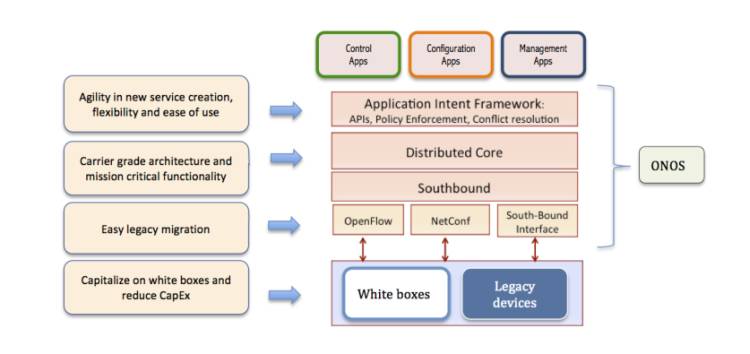 Control
Apps
Configuration
Apps
Management
Apps
Agility in new service creation,
flexibility and ease of use
Application Intent Framework:
APIs, Policy Enforcement, Conflict resolution
Carrier grade architecture and
mission critical functionality
Distributed Core
ONOS
Southbound
Easy legacy migration
OpenFlow
NetConf
South-Bound
Interface
Capitalize on white boxes and
reduce CapEx
White boxes
Legacy
devices